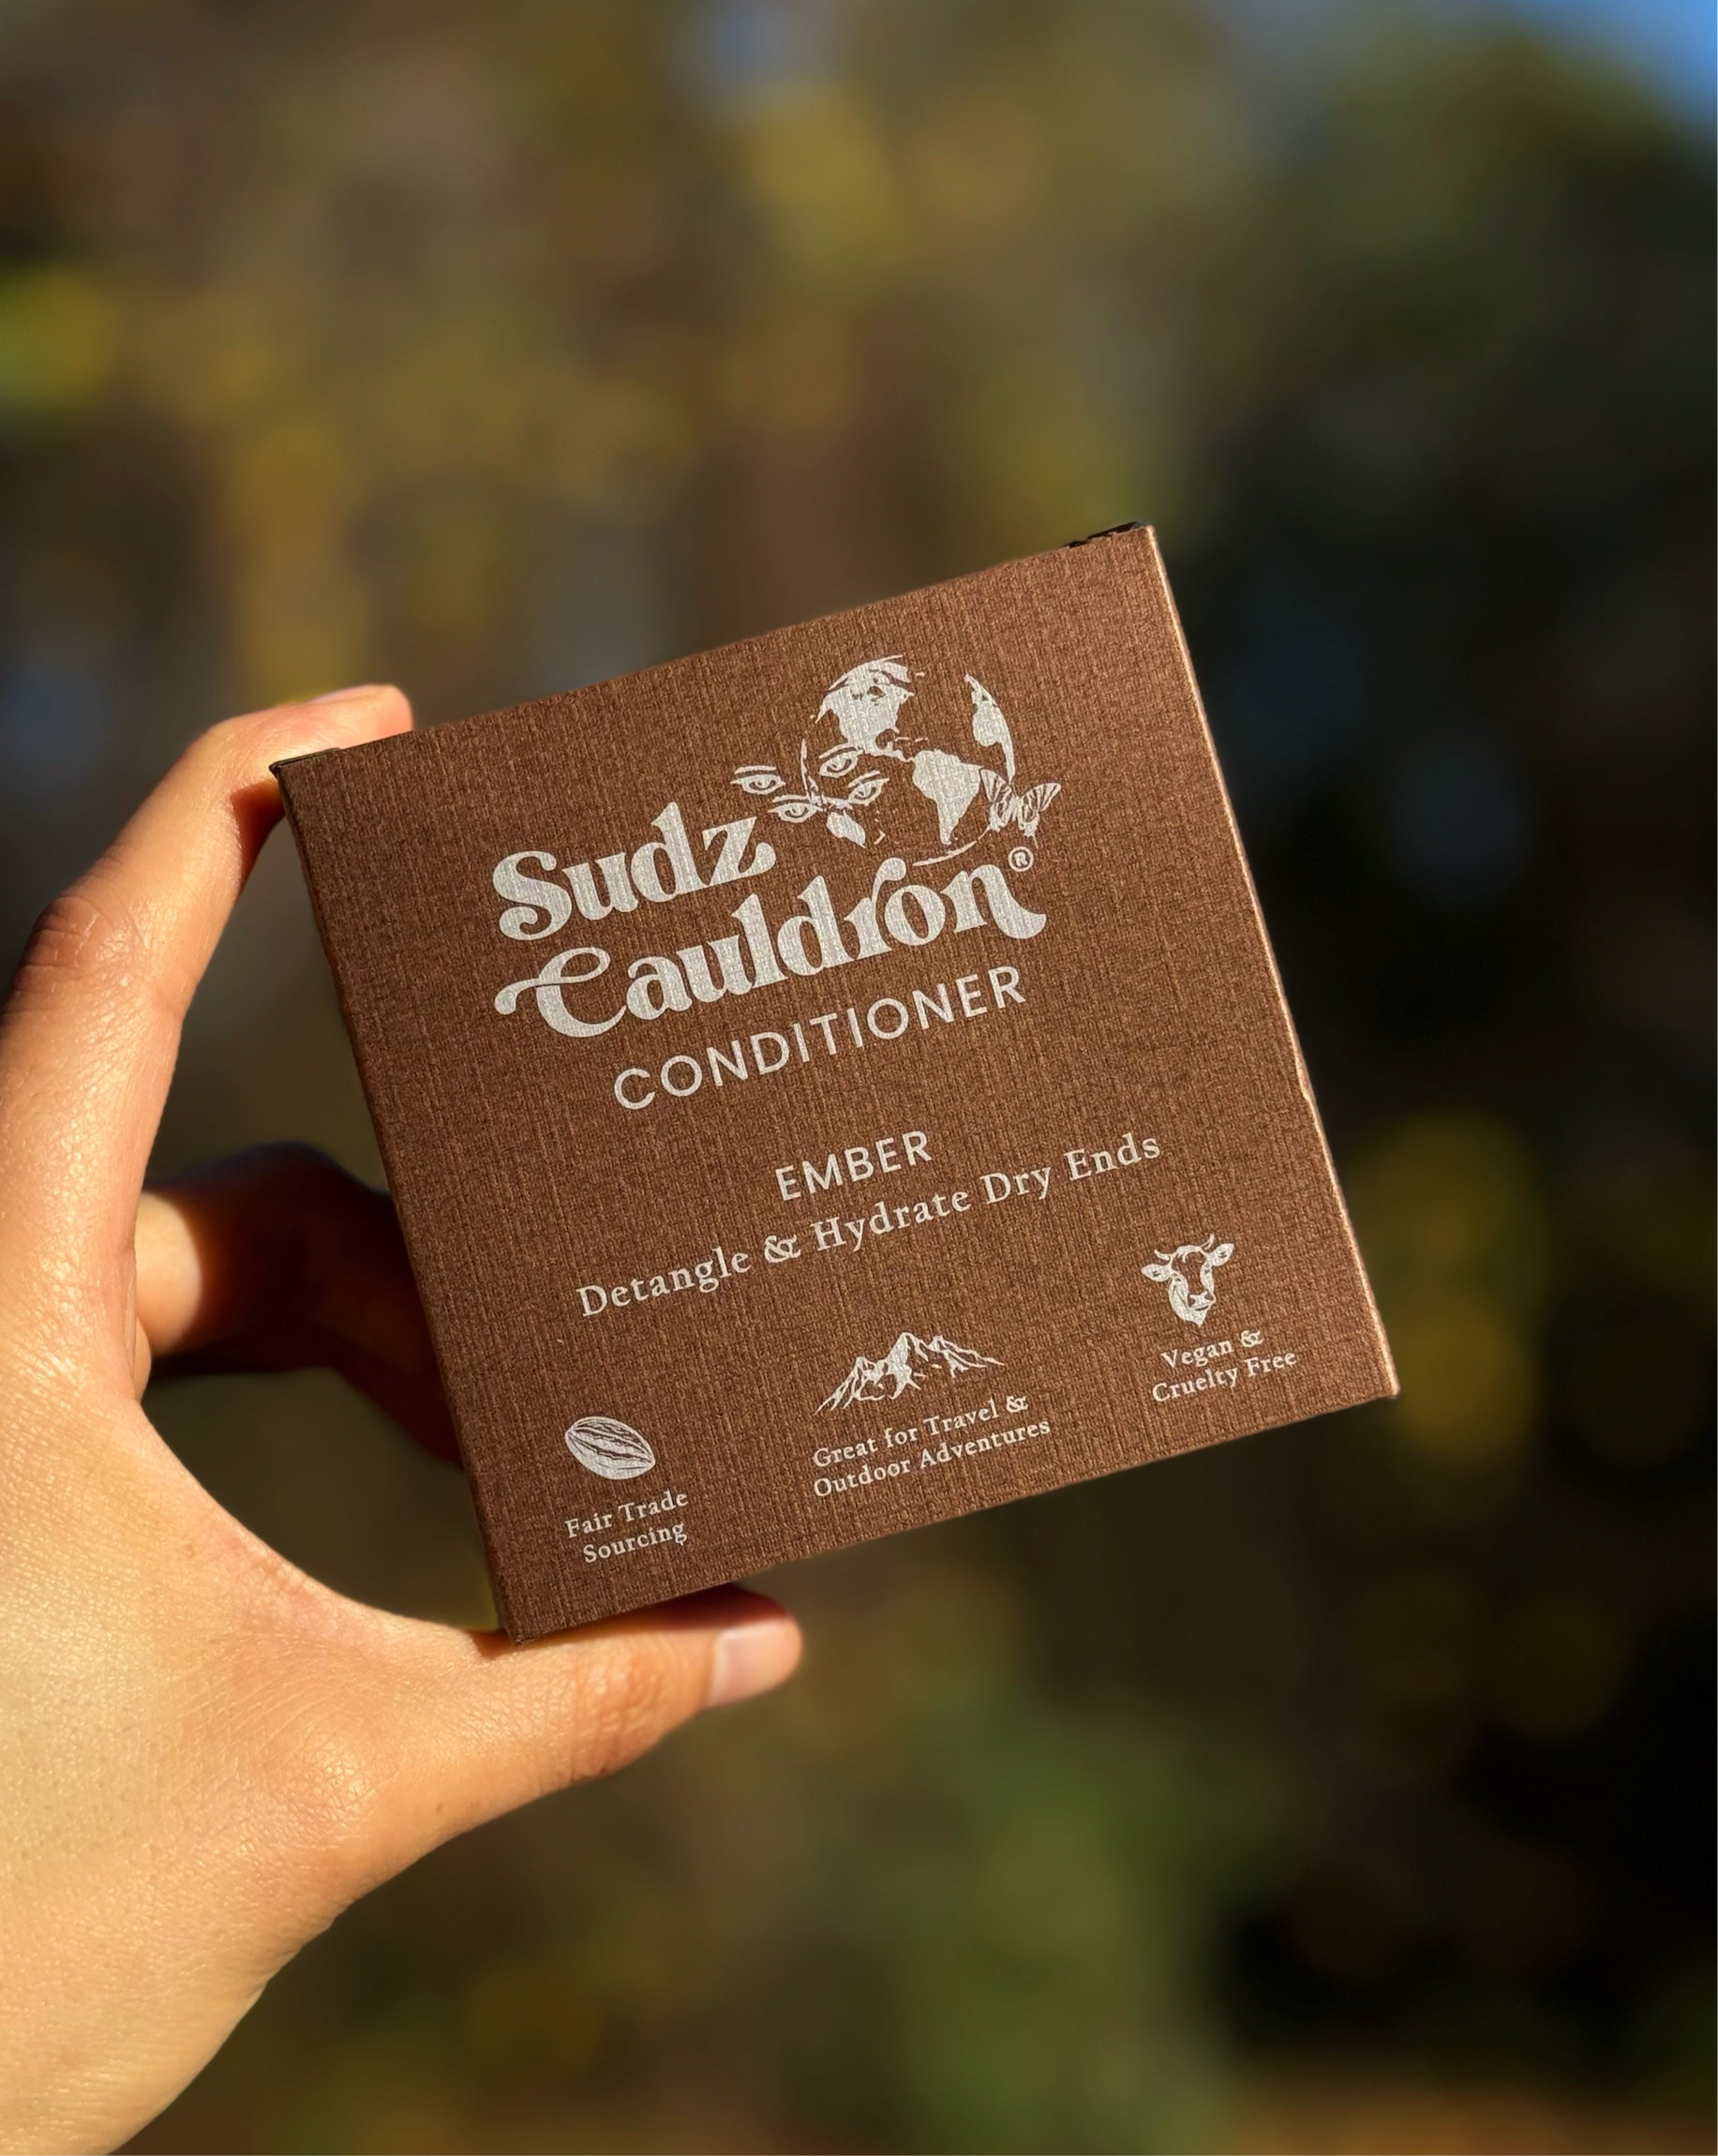 Sudz
Cauldron®
CONDITIONER
EMBER
Detangle & Hydrate Dry Ends
Fair Trade
Sourcing
Great for Travel &
Outdoor Adventures
Vegan &
Cruelty Free